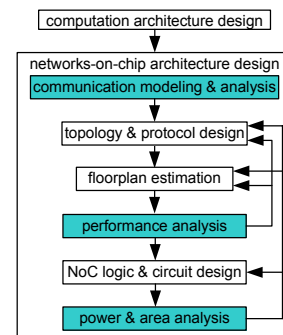 computation architecture design
networks-on-chip architecture design
communication modeling & analysis
topology & protocol design
floorplan estimation
performance analysis
NoC logic & circuit design
power & area analysis